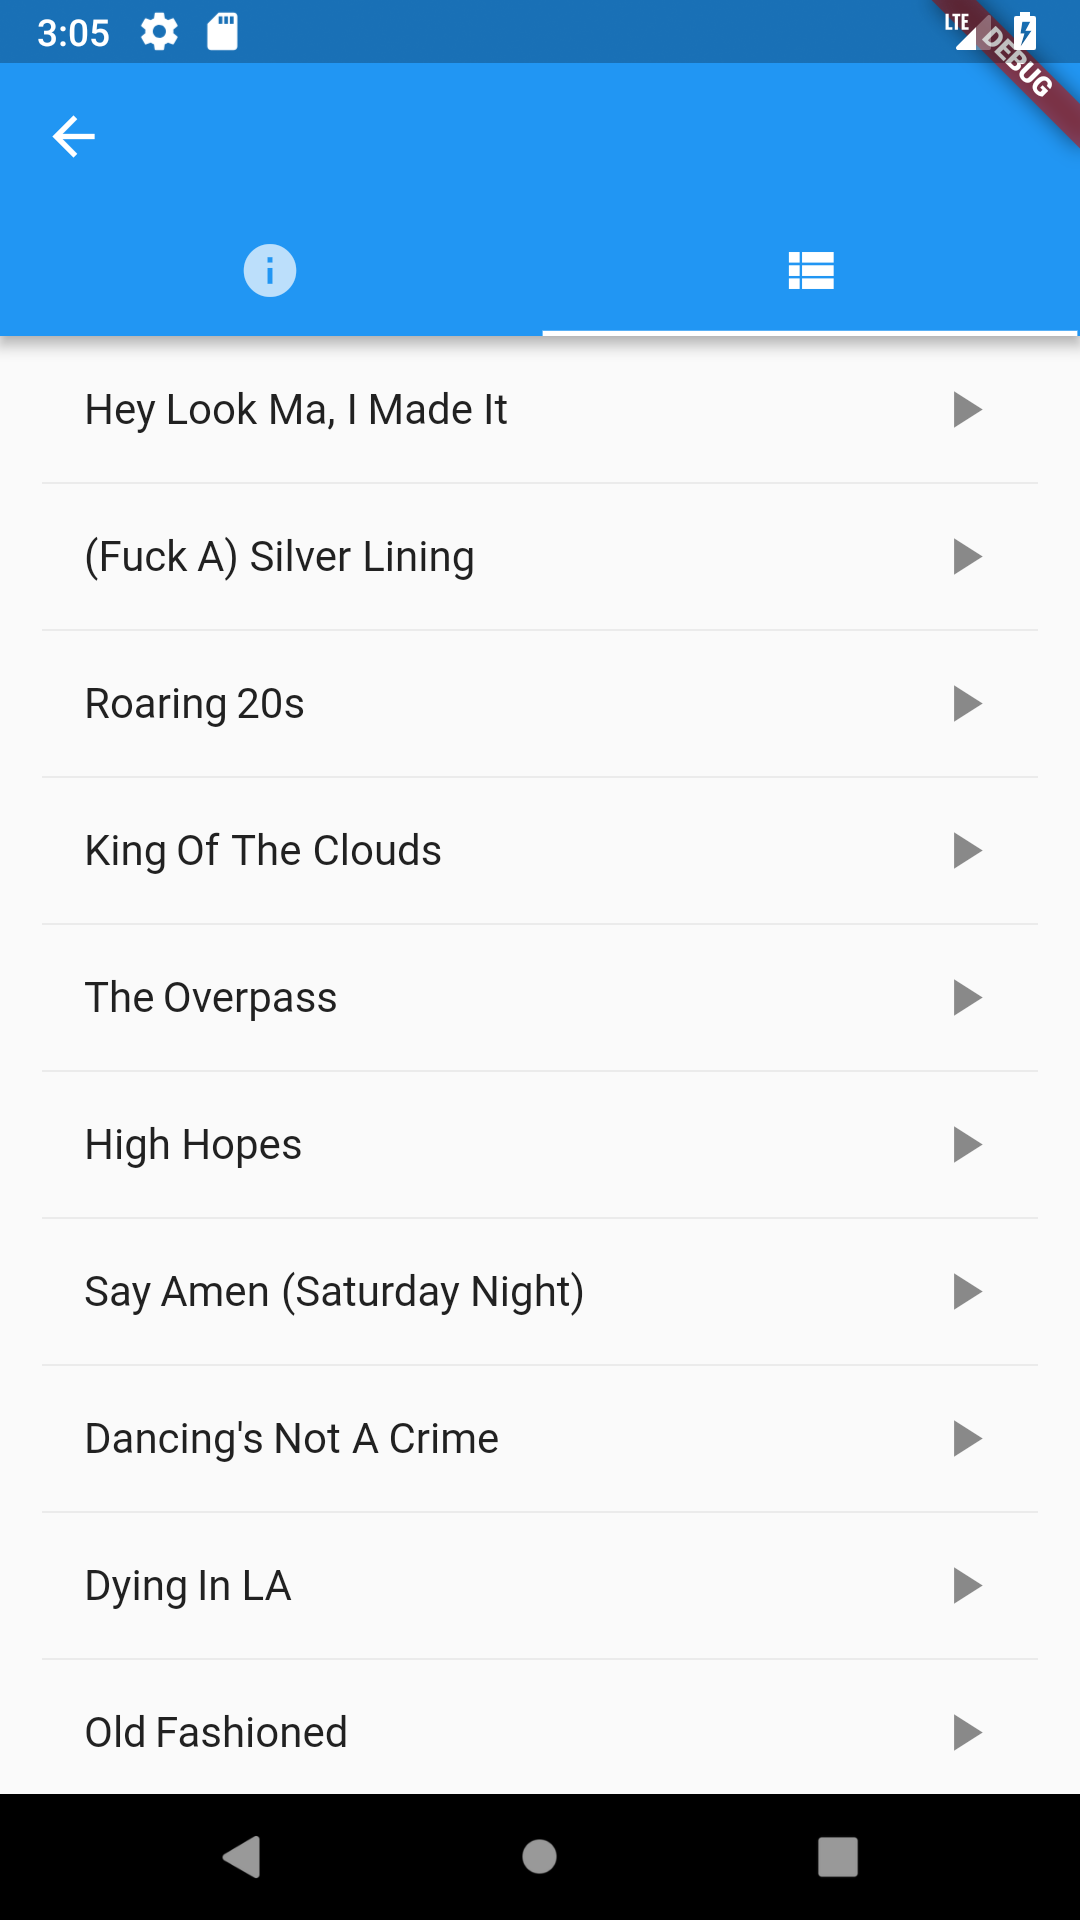 3:05
LTE
DEBUG
Hey Look Ma, I Made It
(Fuck A) Silver Lining
Roaring 20s
King Of The Clouds
The Overpass
High Hopes
Say Amen (Saturday Night)
Dancing's Not A Crime
Dying In LA
Old Fashioned